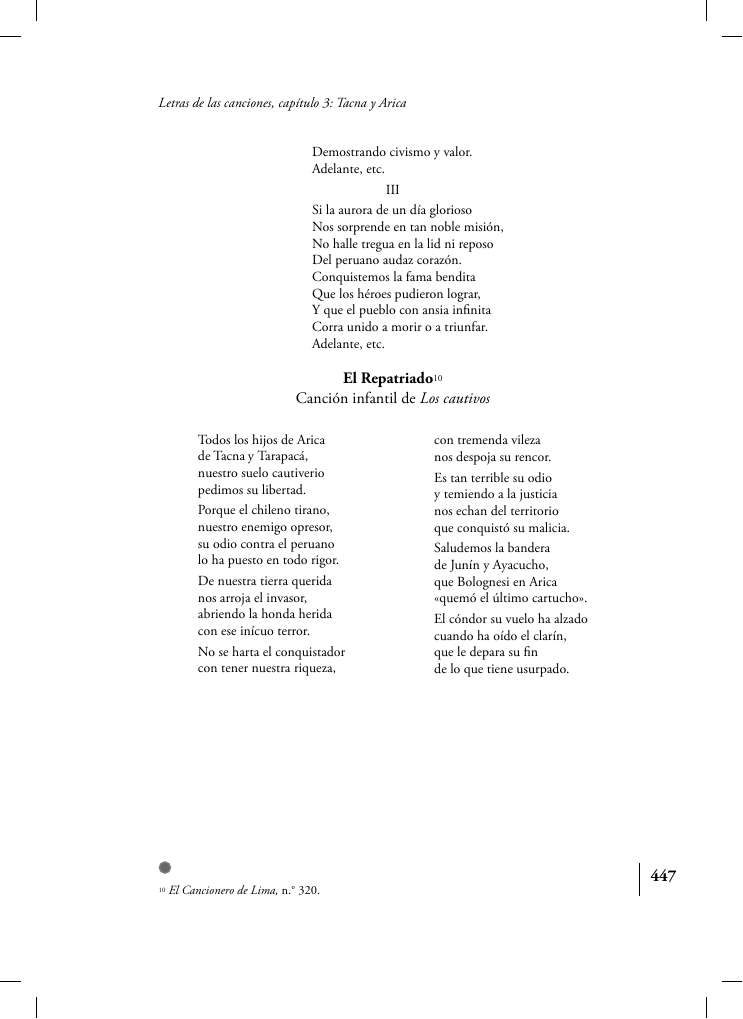 Letras de las canciones, capítulo 3: Tacna y Arica
Demostrando civismo y valor.
Adelante, etc.
III
Si la aurora de un día glorioso
Nos sorprende en tan noble misión,
No halle tregua en la lid ni reposo
Del peruano audaz corazón.
Conquistemos la fama bendita
Que los héroes pudieron lograr,
Y que el pueblo con ansia infinita
Corra unido a morir o a triunfar.
Adelante, etc.
El Repatriado10
Canción infantil de Los cautivos
Todos los hijos de Arica
de Tacna y Tarapacá,
nuestro suelo cautiverio
pedimos su libertad.
Porque el chileno tirano,
nuestro enemigo opresor,
su odio contra el peruano
lo ha puesto en todo rigor.
De nuestra tierra querida
nos arroja el invasor,
abriendo la honda herida
con ese inícuo terror.
No se harta el conquistador
con tener nuestra riqueza,
con tremenda vileza
nos despoja su rencor.
Es tan terrible su odio
y temiendo a la justicia
nos echan del territorio
que conquistó su malicia.
Saludemos la bandera
de Junín y Ayacucho,
que Bolognesi en Arica
«quemó el último cartucho».
El cóndor su vuelo ha alzado
cuando ha oído el clarín,
que le depara su fin
de lo que tiene usurpado.
10 El Cancionero de Lima, n.° 320.
447